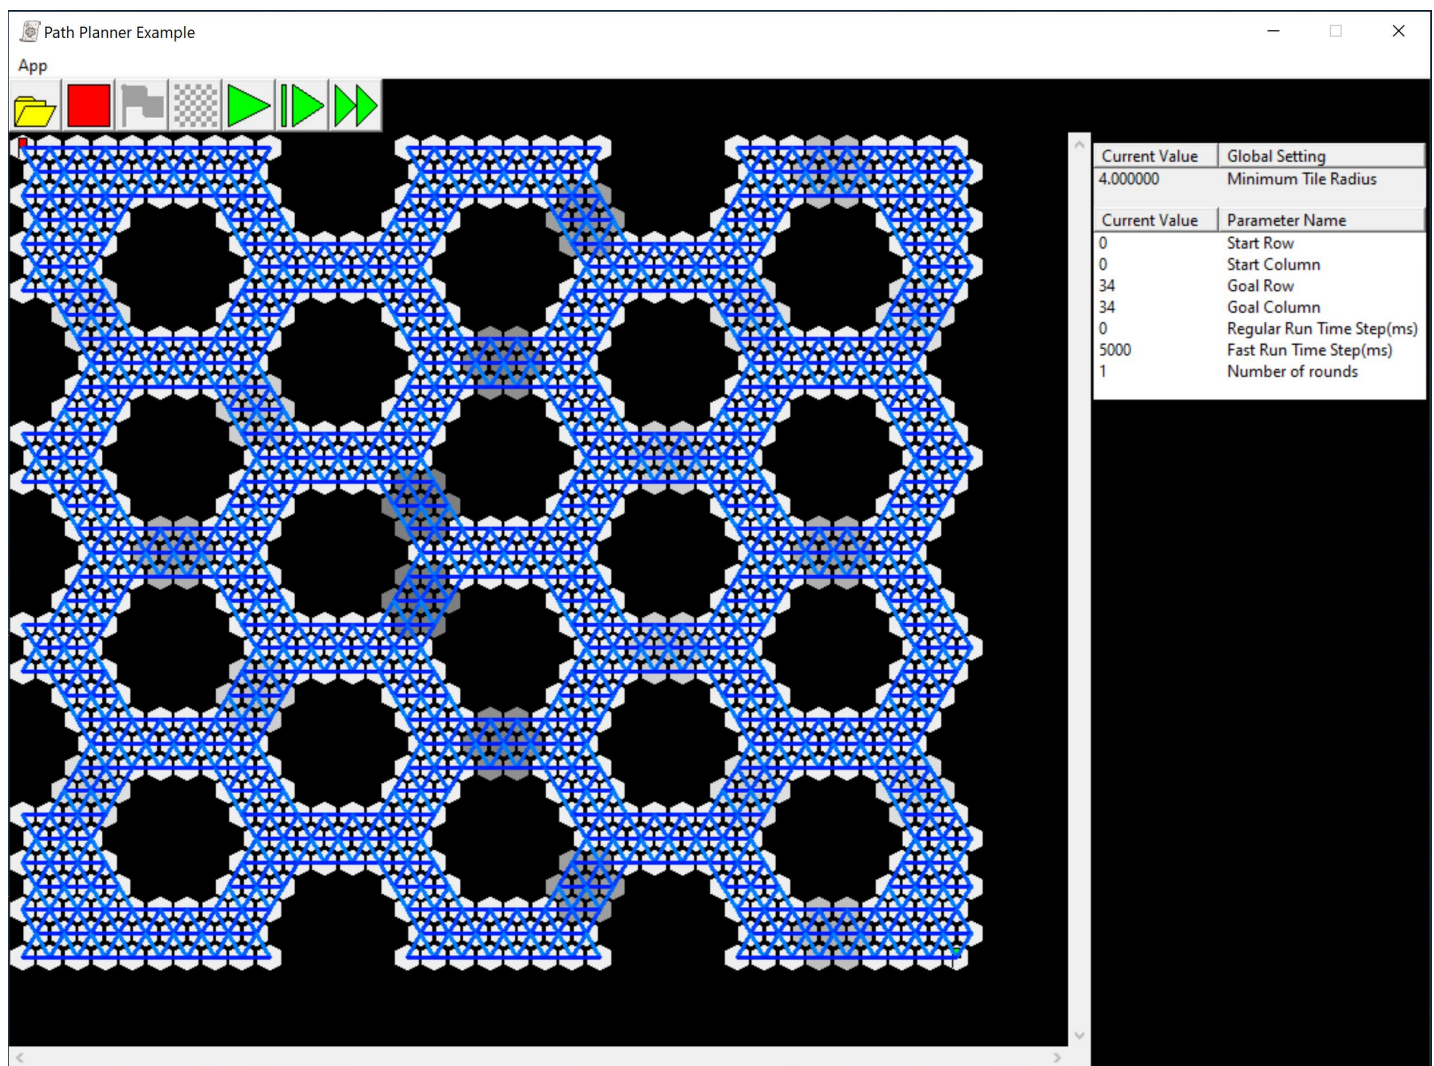 Path Planner Example
App
Current Value Global Setting
4.000000 Minimum Tile Radius
Current Value Parameter Name
0 Start Row
0 Start Column
34 Goal Row
34 Goal Column
0 Regular Run Time Step(ms)
5000 Fast Run Time Step(ms)
1 Number of rounds